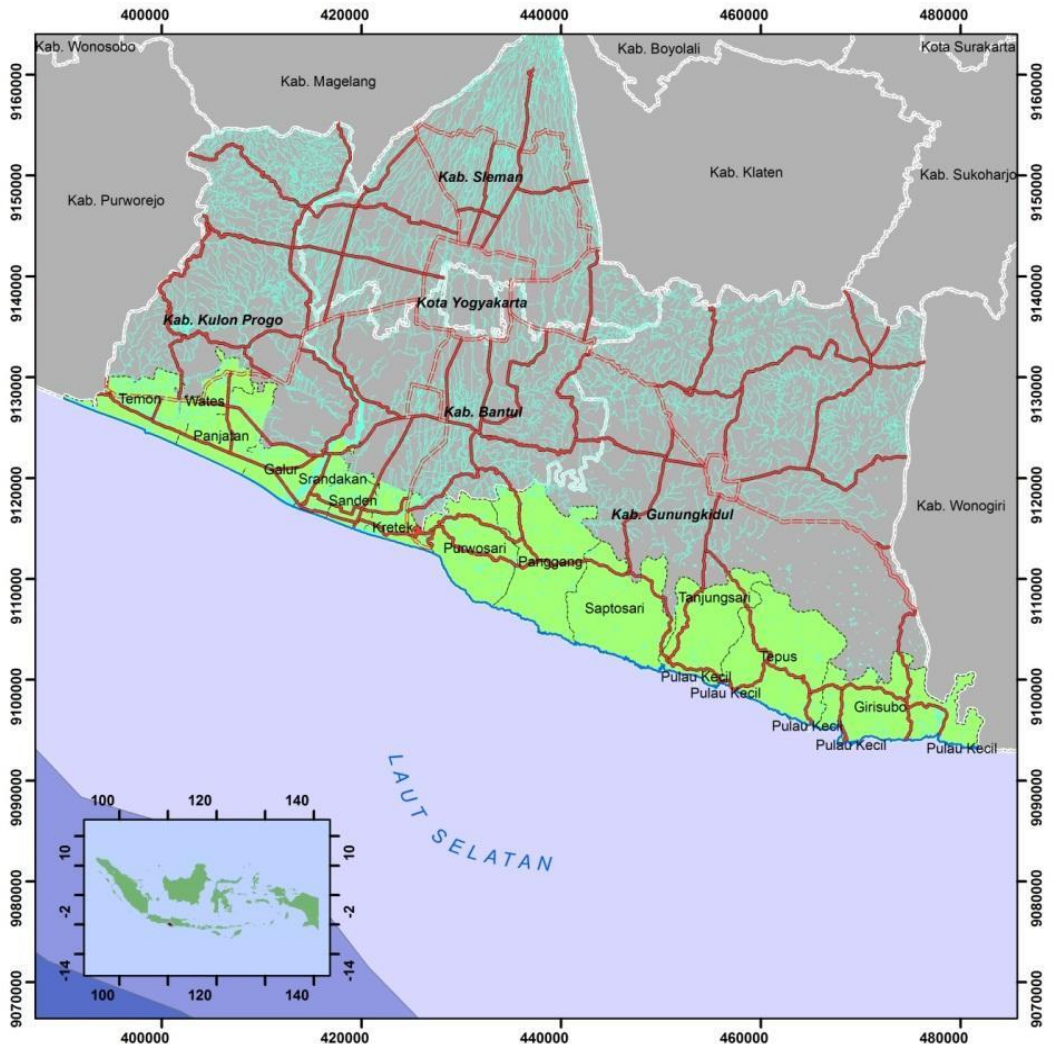 400000 420000 440000 460000 480000
Kab. Wonosobo
Kab. Boyolali
Kota Surakarta
Kab. Magelang
9160000
9160000
Kab. Sleman
Kab. Klaten
Kab. Sukoharjo
9150000
9150000
Kab. Purworejo
9140000
9140000
Kota Yogyakarta
Kab. Kulon Progo
9130000
9130000
Temon
Wates
Kab. Bantul
Panjatan
Galur
Srandakan
9120000
9120000
Sanden
Kab. Gunungkidul
Kab. Wonogiri
Kretek
Purwosari
Panggang
9110000
9110000
Saptosari
Tanjungsari
Tepus
9100000
9100000
Pulau Kecil
Pulau Kecil
Girisubo
Pulau Kecil
Pulau Kecil
Pulau Kecil
9090000
9090000
LAUT SELATAN
100 120 140
10
10
9080000
9080000
-2
-2
-14
-14
9070000
9070000
100 120 140
400000 420000 440000 460000 480000